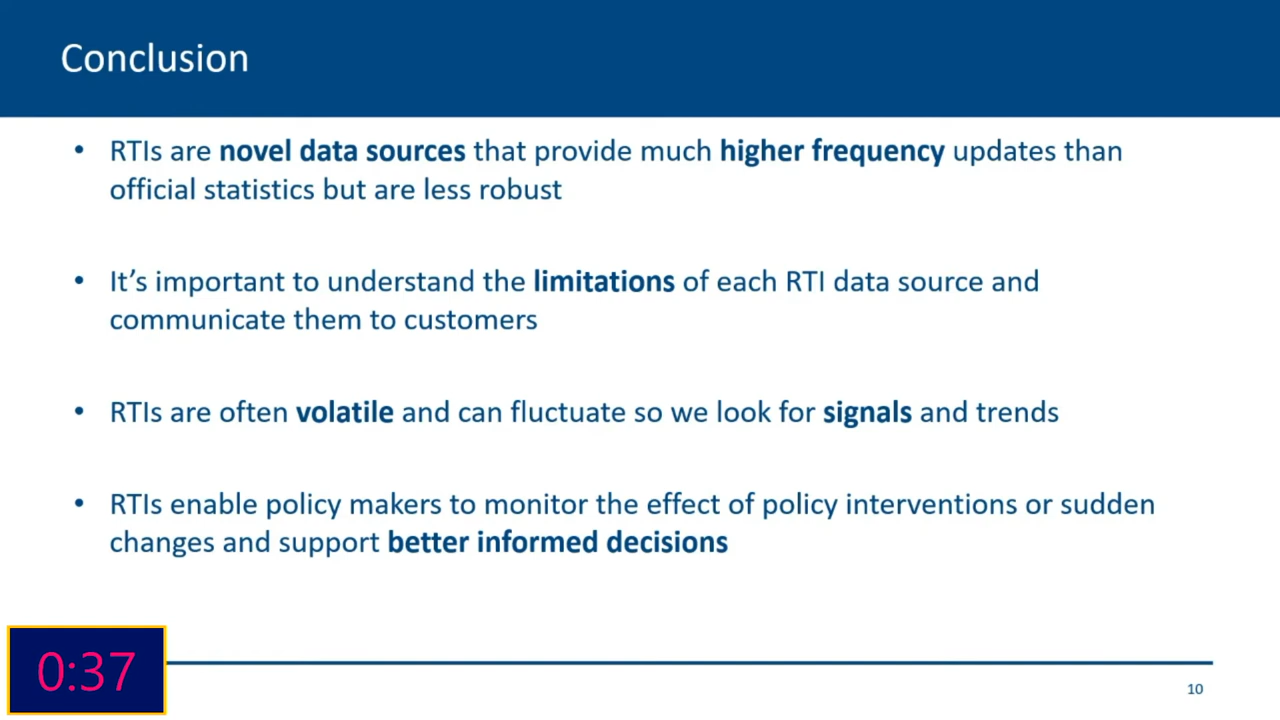 Conclusion
• RTIs are novel data sources that provide much higher frequency updates than
official statistics but are less robust
• It’s important to understand the limitations of each RTI data source and
communicate them to customers
• RTIs are often volatile and can fluctuate so we look for signals and trends
• RTIs enable policy makers to monitor the effect of policy interventions or sudden
changes and support better informed decisions
0:37
10